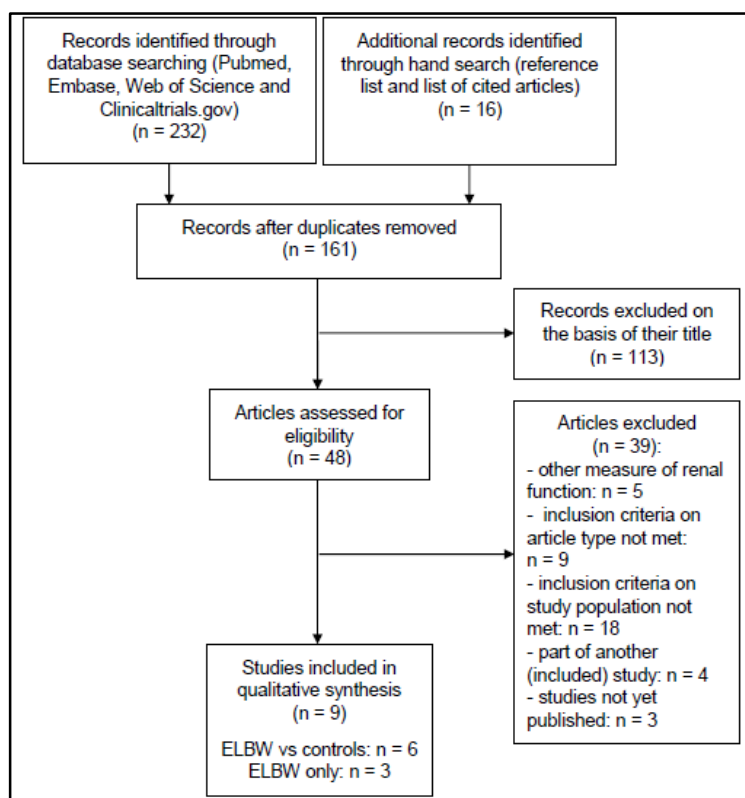 Records identified through
database searching (Pubmed,
Embase, Web of Science and
Clinicaltrials.gov)
(n = 232)
Additional records identified
through hand search (reference
list and list of cited articles)
(n = 16)
Records after duplicates removed
(n = 161)
Records excluded on
the basis of their title
(n = 113)
Articles assessed for
eligibility
(n = 48)
Articles excluded
(n = 39):
- other measure of renal
function: n = 5
- inclusion criteria on
article type not met:
n = 9
- inclusion criteria on
study population not
met: n = 18
- part of another
(included) study: n = 4
- studies not yet
published: n = 3
Studies included in
qualitative synthesis
(n = 9)
ELBW vs controls: n = 6
ELBW only: n = 3